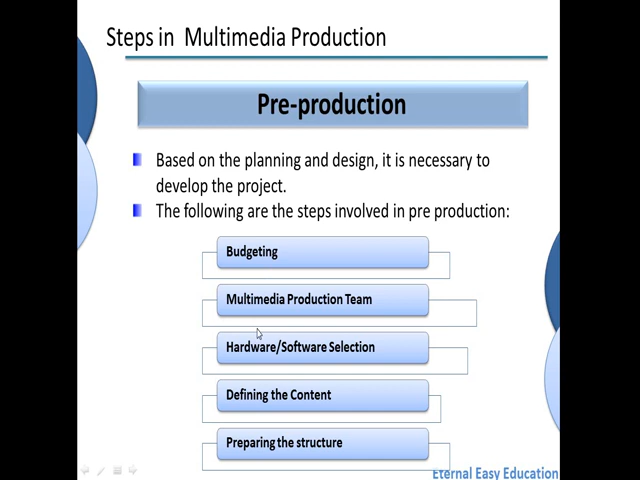 Steps in Multimedia Production
Pre-production
Based on the planning and design, it is necessary to
develop the project.
The following are the steps involved in pre production:
Budgeting
Multimedia Production Team
Hardware/Software Selection
Defining the Content
Preparing the structure
Eternal Easy Education